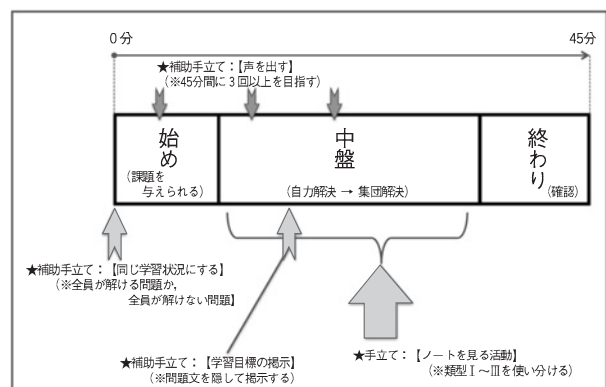 0分
45分
★補助手立て：【声を出す】
（※45分間に３回以上を目指す）
始め
（課題を
与えられる）
中盤
（自力解決 → 集団解決）
終わり
（確認）
★補助手立て：【同じ学習状況にする】
（※全員が解ける問題か，
全員が解けない問題】
★補助手立て：【学習目標の掲示】
（※問題文を隠して掲示する）
★手立て：【ノートを見る活動】
（※類型Ⅰ～Ⅲを使い分ける）